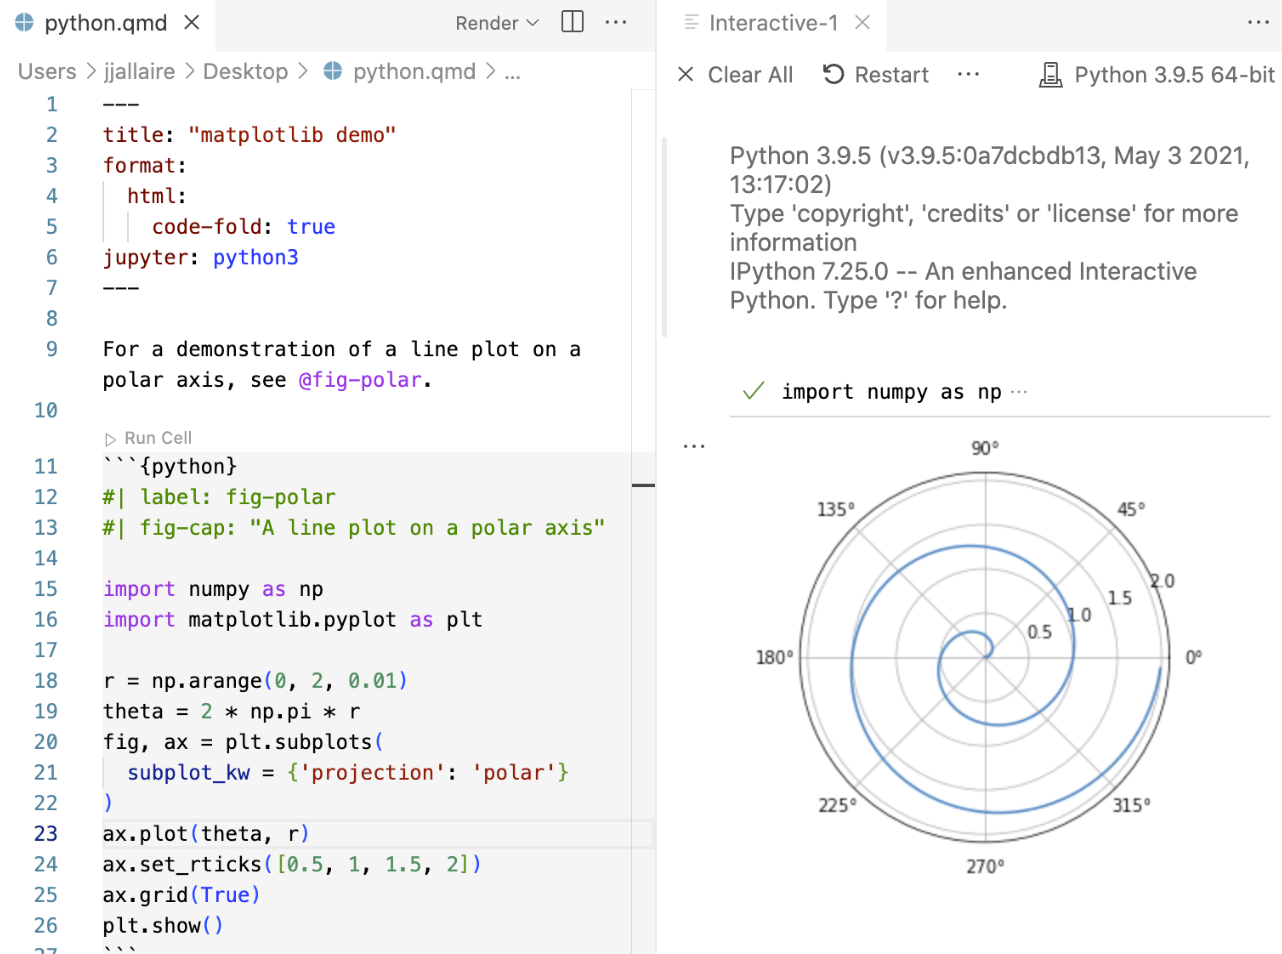 python.qmd
Render
Users > jjallaire > Desktop > python.qmd > ...
1 ---
2 title: "matplotlib demo"
3 format:
4   html:
5     code-fold: true
6 jupyter: python3
7 ---
8
9 For a demonstration of a line plot on a
polar axis, see @fig-polar.
10
Run Cell
11 ```{python}
12 #| label: fig-polar
13 #| fig-cap: "A line plot on a polar axis"
14
15 import numpy as np
16 import matplotlib.pyplot as plt
17
18 r = np.arange(0, 2, 0.01)
19 theta = 2 * np.pi * r
20 fig, ax = plt.subplots(
21   subplot_kw = {'projection': 'polar'}
22 )
23 ax.plot(theta, r)
24 ax.set_rticks([0.5, 1, 1.5, 2])
25 ax.grid(True)
26 plt.show()
27 ```
Interactive-1
Clear All Restart ... Python 3.9.5 64-bit
Python 3.9.5 (v3.9.5:0a7dcbdb13, May 3 2021,
13:17:02)
Type 'copyright', 'credits' or 'license' for more
information
IPython 7.25.0 -- An enhanced Interactive
Python. Type '?' for help.
import numpy as np ...
90°
135°
45°
2.0
1.5
1.0
0.5
180°
0°
225°
315°
270°